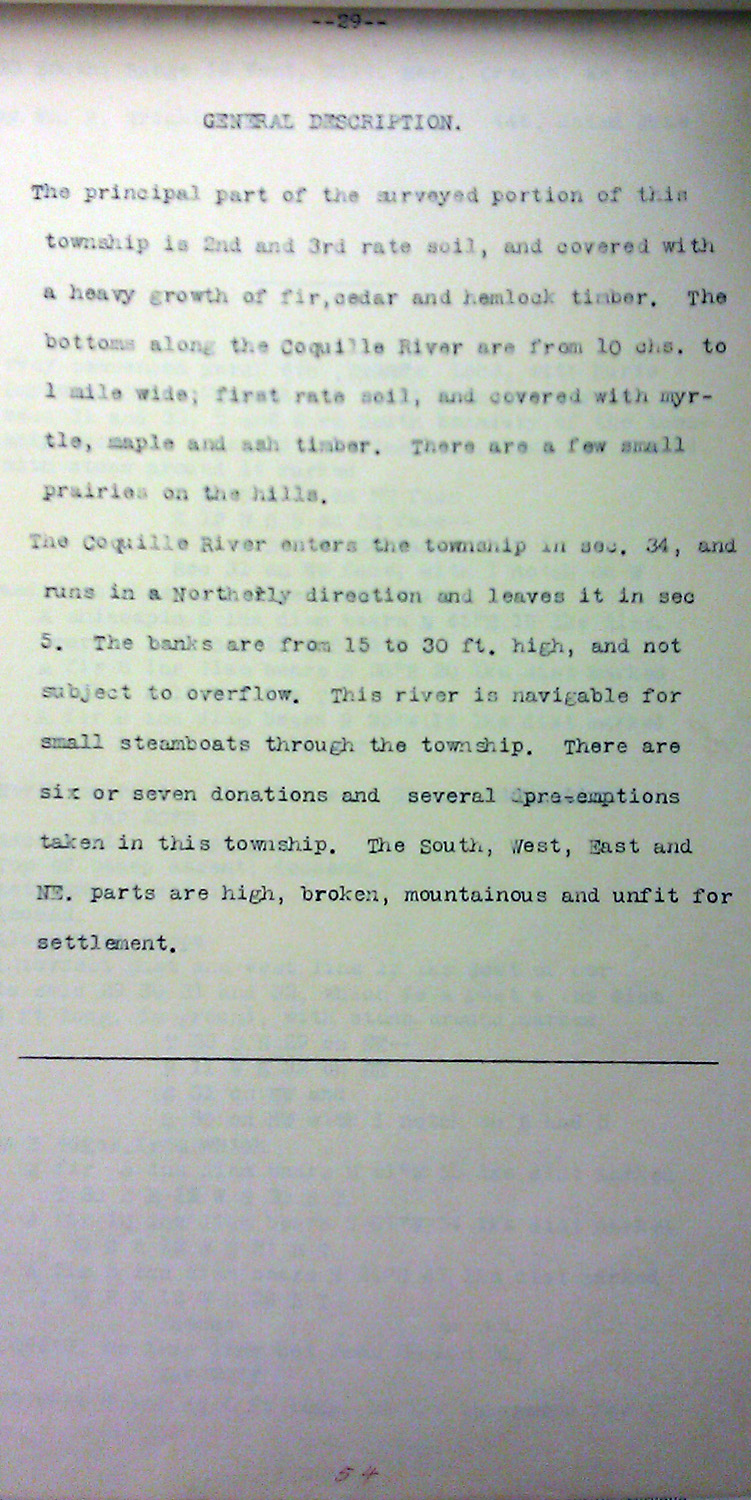 --29--
GENERAL DESCRIPTION.
The principal part of the surveyed portion of this
township is 2nd and 3rd rate soil, and covered with
a heavy growth of fir,cedar and hemlock timber. The
bottoms along the Coquille River are from 10 chs. to
1 mile wide; first rate soil, and covered with myr-
tle, maple and ash timber. There are a few small
prairies on the hills.
The Coquille River enters the township in sec. 34, and
runs in a Northerly direction and leaves it in sec
5. The banks are from 15 to 30 ft. high, and not
subject to overflow. This river is navigable for
small steamboats through the township. There are
six or seven donations and several pre-emptions
taken in this township. The South, West, East and
NE. parts are high, broken, mountainous and unfit for
settlement.
54